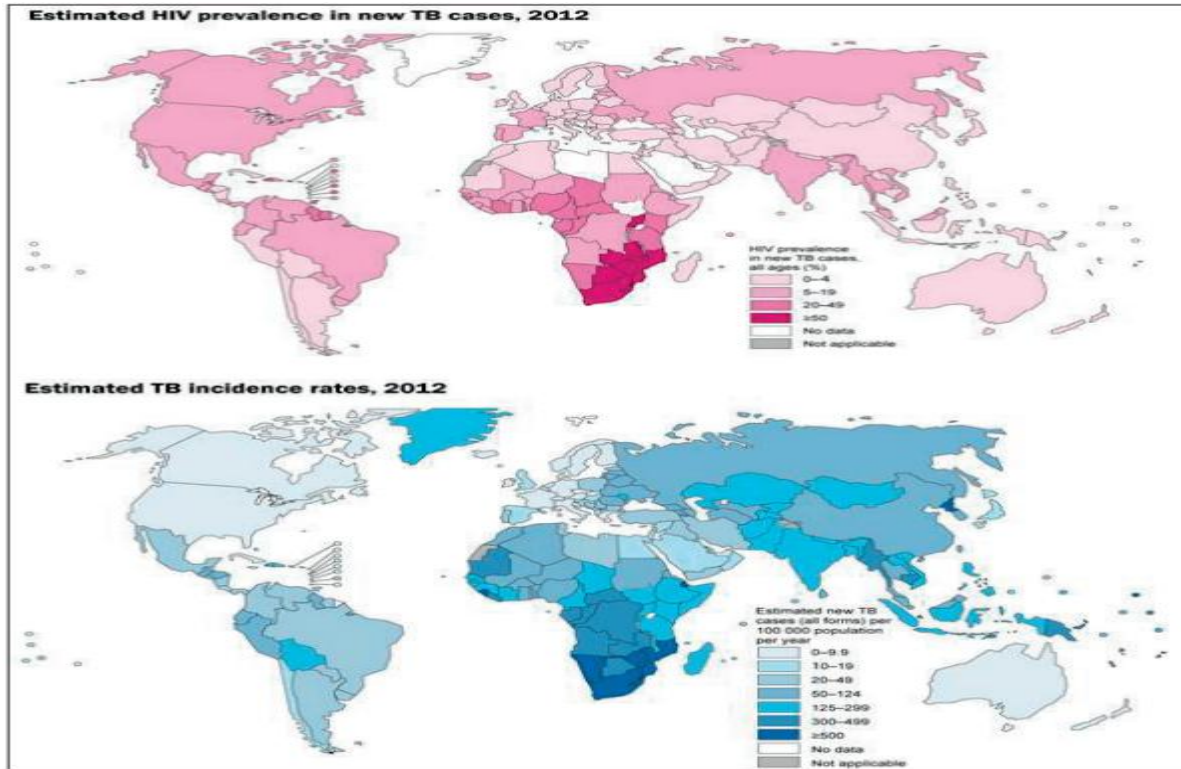 Estimated HIV prevalence in new TB cases, 2012
HIV prevalence
in new TB cases,
all ages (%)
0–4
5–19
20–49
≥50
No data
Not applicable
Estimated TB incidence rates, 2012
Estimated new TB
cases (all forms) per
100 000 population
per year
0–9.9
10–19
20–49
50–124
125–299
300–499
≥500
No data
Not applicable